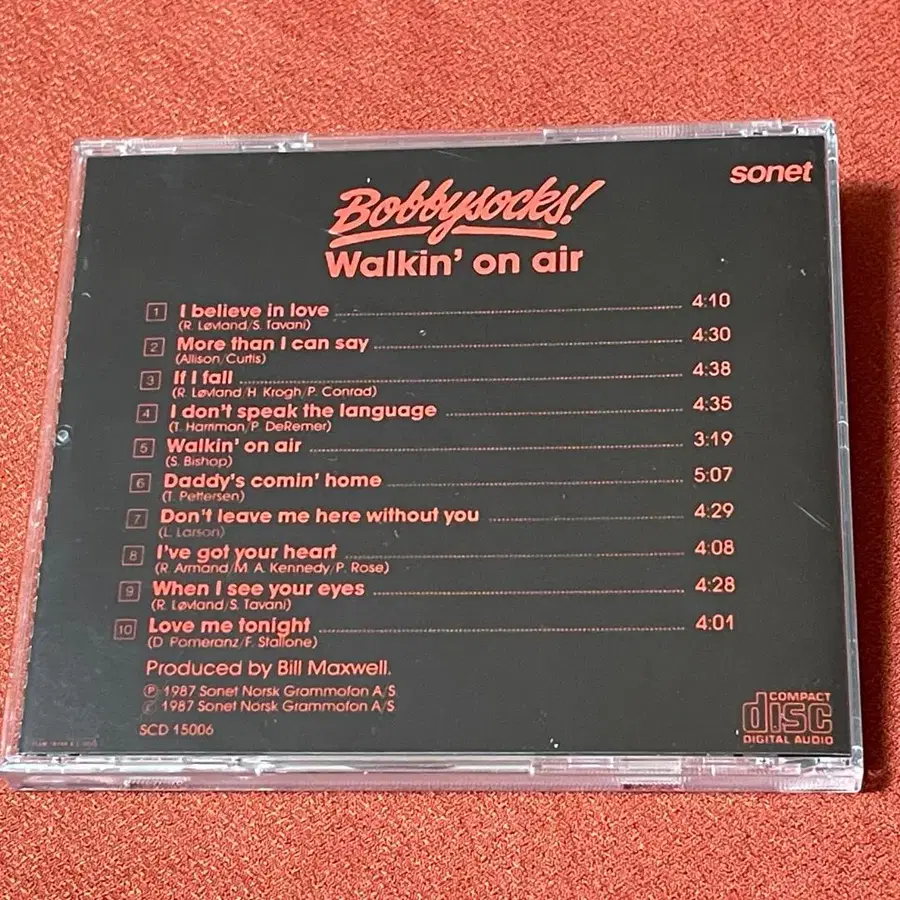 sonet
Bobbysocks!
Walkin' on air
1 I believe in love 4:10
(R. Løvland/S. Tavani)
2 More than I can say 4:30
(Allison/Curtis)
3 If I fall 4:38
(R. Løvland/H. Krogh/P. Conrad)
4 I don't speak the language 4:35
(T. Harriman/P. DeRemer)
5 Walkin' on air 3:19
(S. Bishop)
6 Daddy's comin' home 5:07
(T. Pettersen)
7 Don't leave me here without you 4:29
(L. Larson)
8 I've got your heart 4:08
(R. Armand/M. A. Kennedy/P. Rose)
9 When I see your eyes 4:28
(R. Løvland/S. Tavani)
10 Love me tonight 4:01
(D. Pomeranz/F. Stallone)
Produced by Bill Maxwell.
℗ 1987 Sonet Norsk Grammofon A/S
© 1987 Sonet Norsk Grammofon A/S
SCD 15006
COMPACT
disc
DIGITAL AUDIO